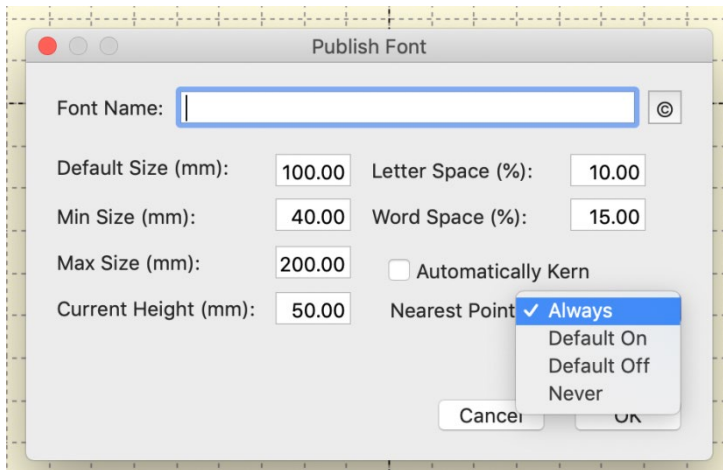 Publish Font
Font Name: ©
Default Size (mm): 100.00 Letter Space (%): 10.00
Min Size (mm): 40.00 Word Space (%): 15.00
Max Size (mm): 200.00 Automatically Kern
Current Height (mm): 50.00 Nearest Point ✓ Always
Default On
Default Off
Never
Cancel OK